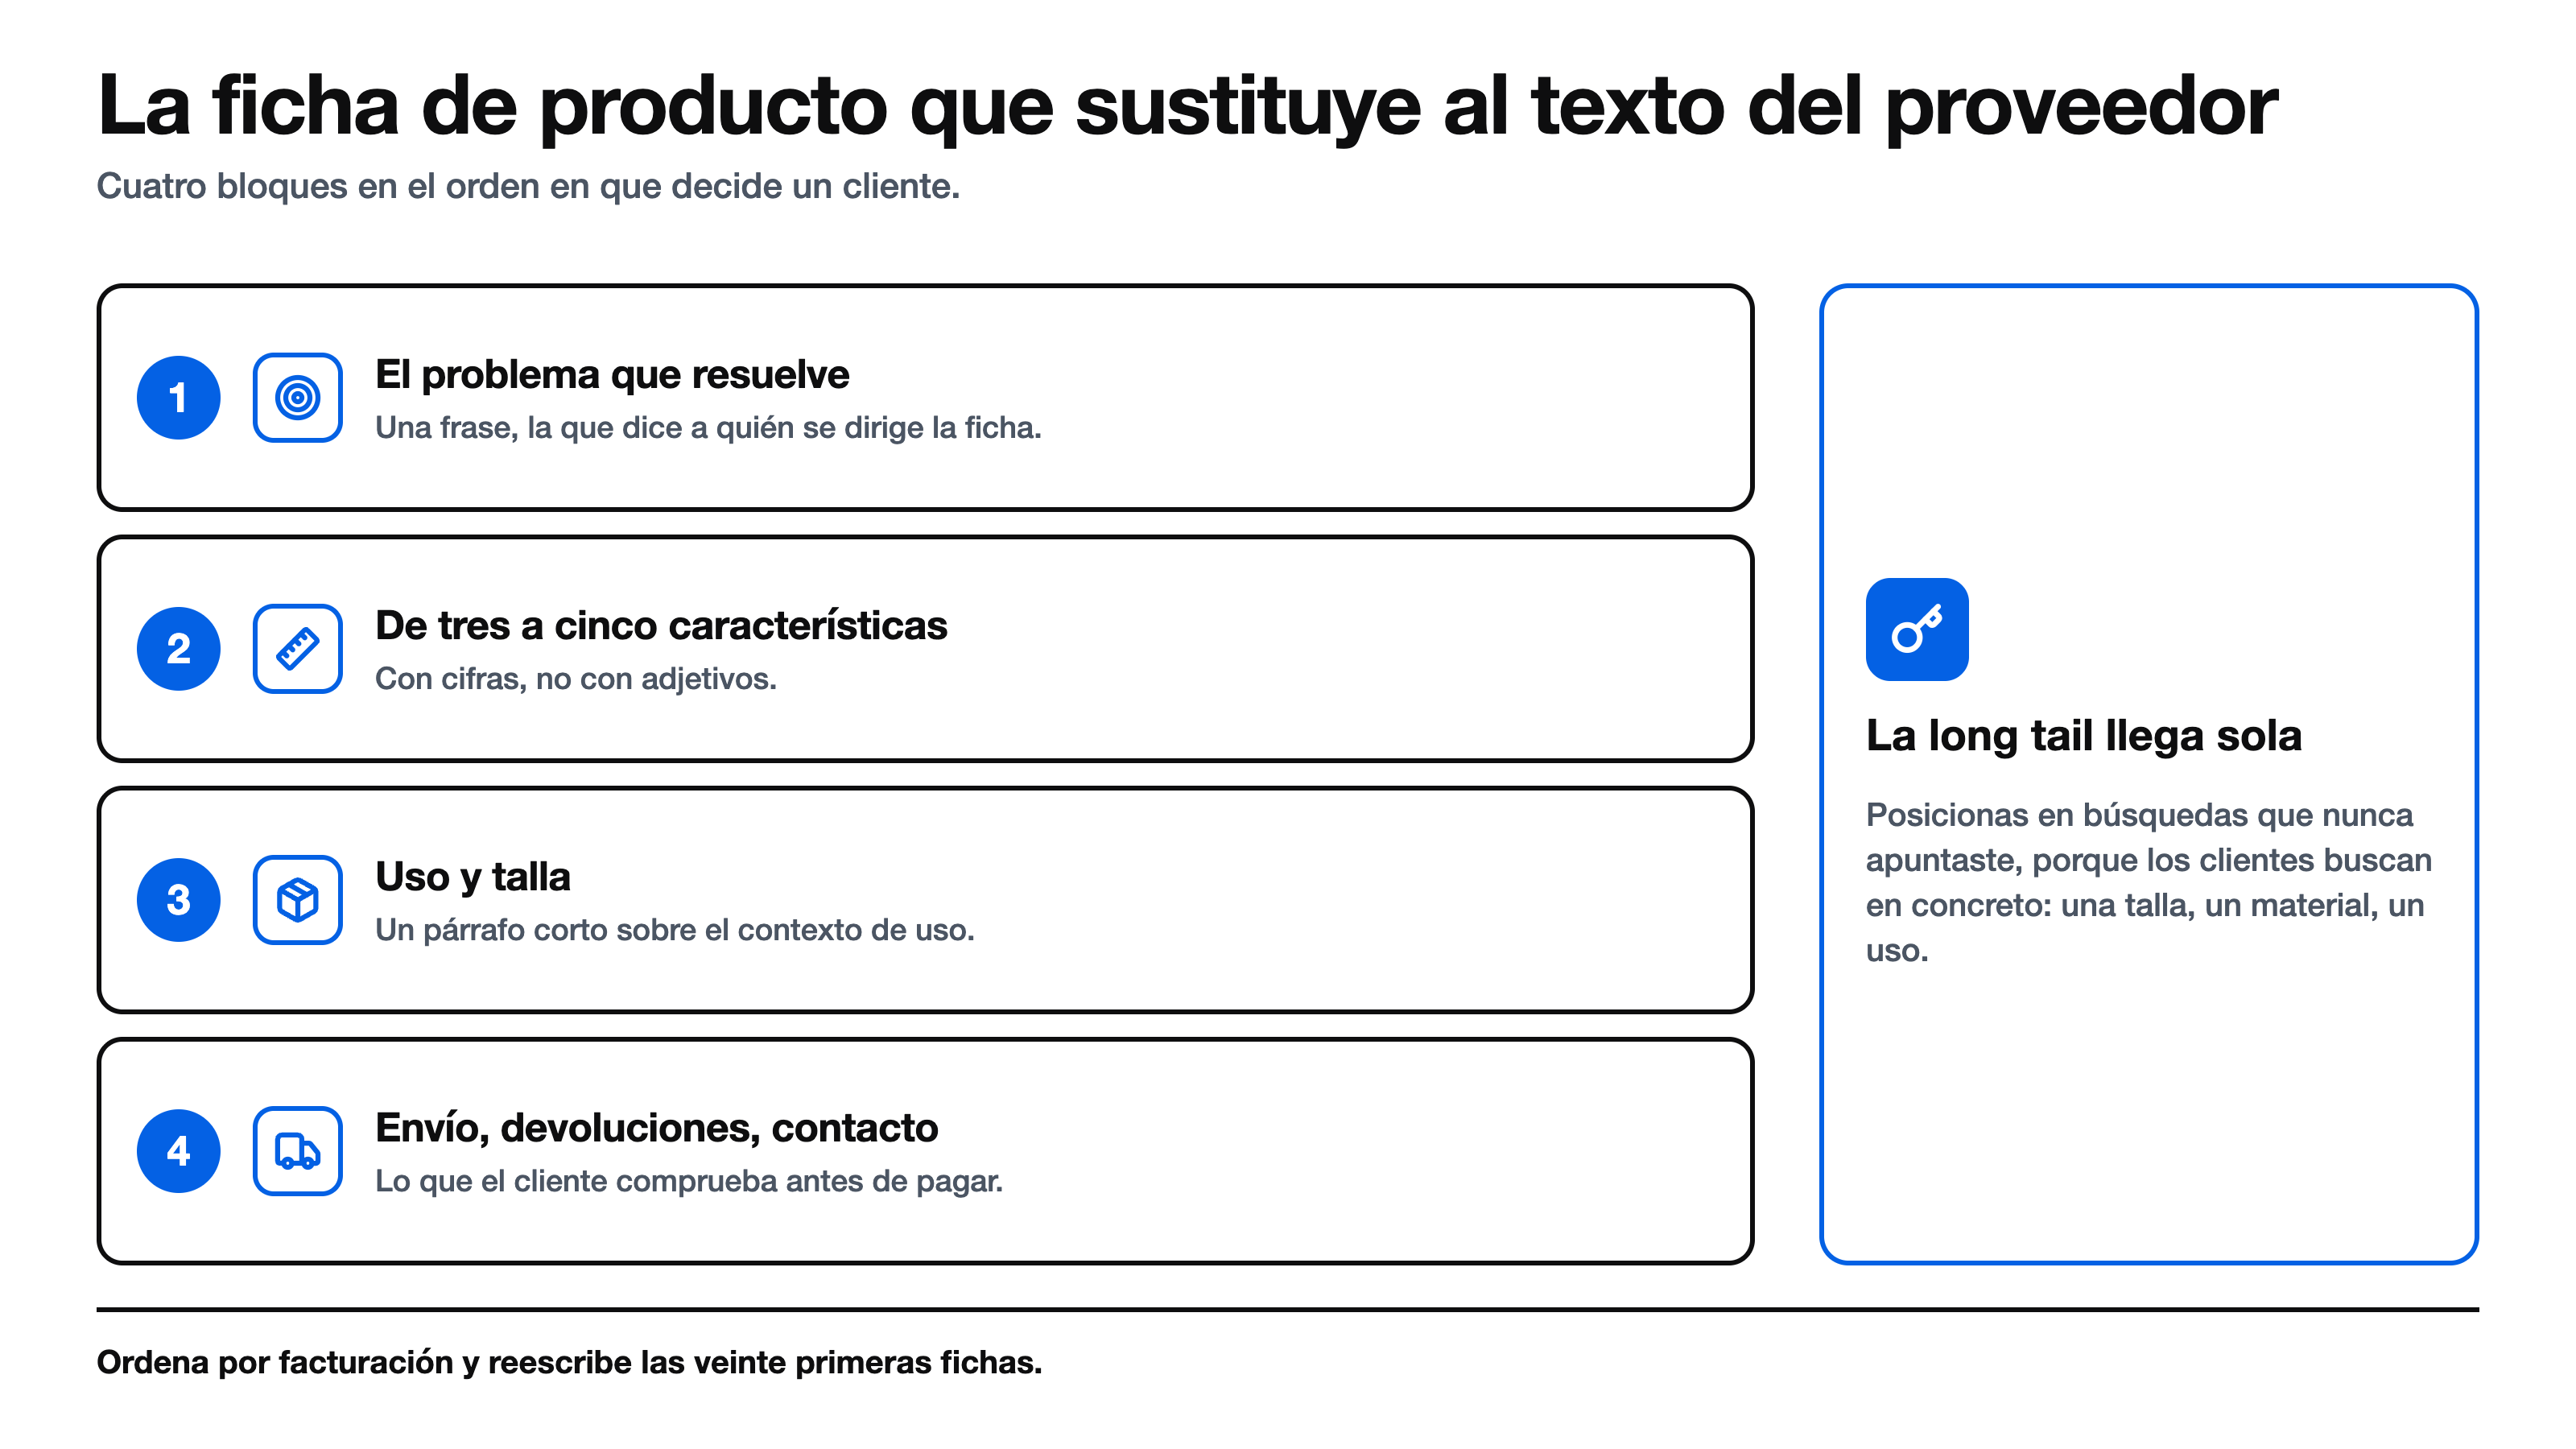 La ficha de producto que sustituye al texto del proveedor
Cuatro bloques en el orden en que decide un cliente.
1
El problema que resuelve
Una frase, la que dice a quién se dirige la ficha.
2
De tres a cinco características
Con cifras, no con adjetivos.
3
Uso y talla
Un párrafo corto sobre el contexto de uso.
4
Envío, devoluciones, contacto
Lo que el cliente comprueba antes de pagar.
La long tail llega sola
Posicionas en búsquedas que nunca
apuntaste, porque los clientes buscan
en concreto: una talla, un material, un
uso.
Ordena por facturación y reescribe las veinte primeras fichas.